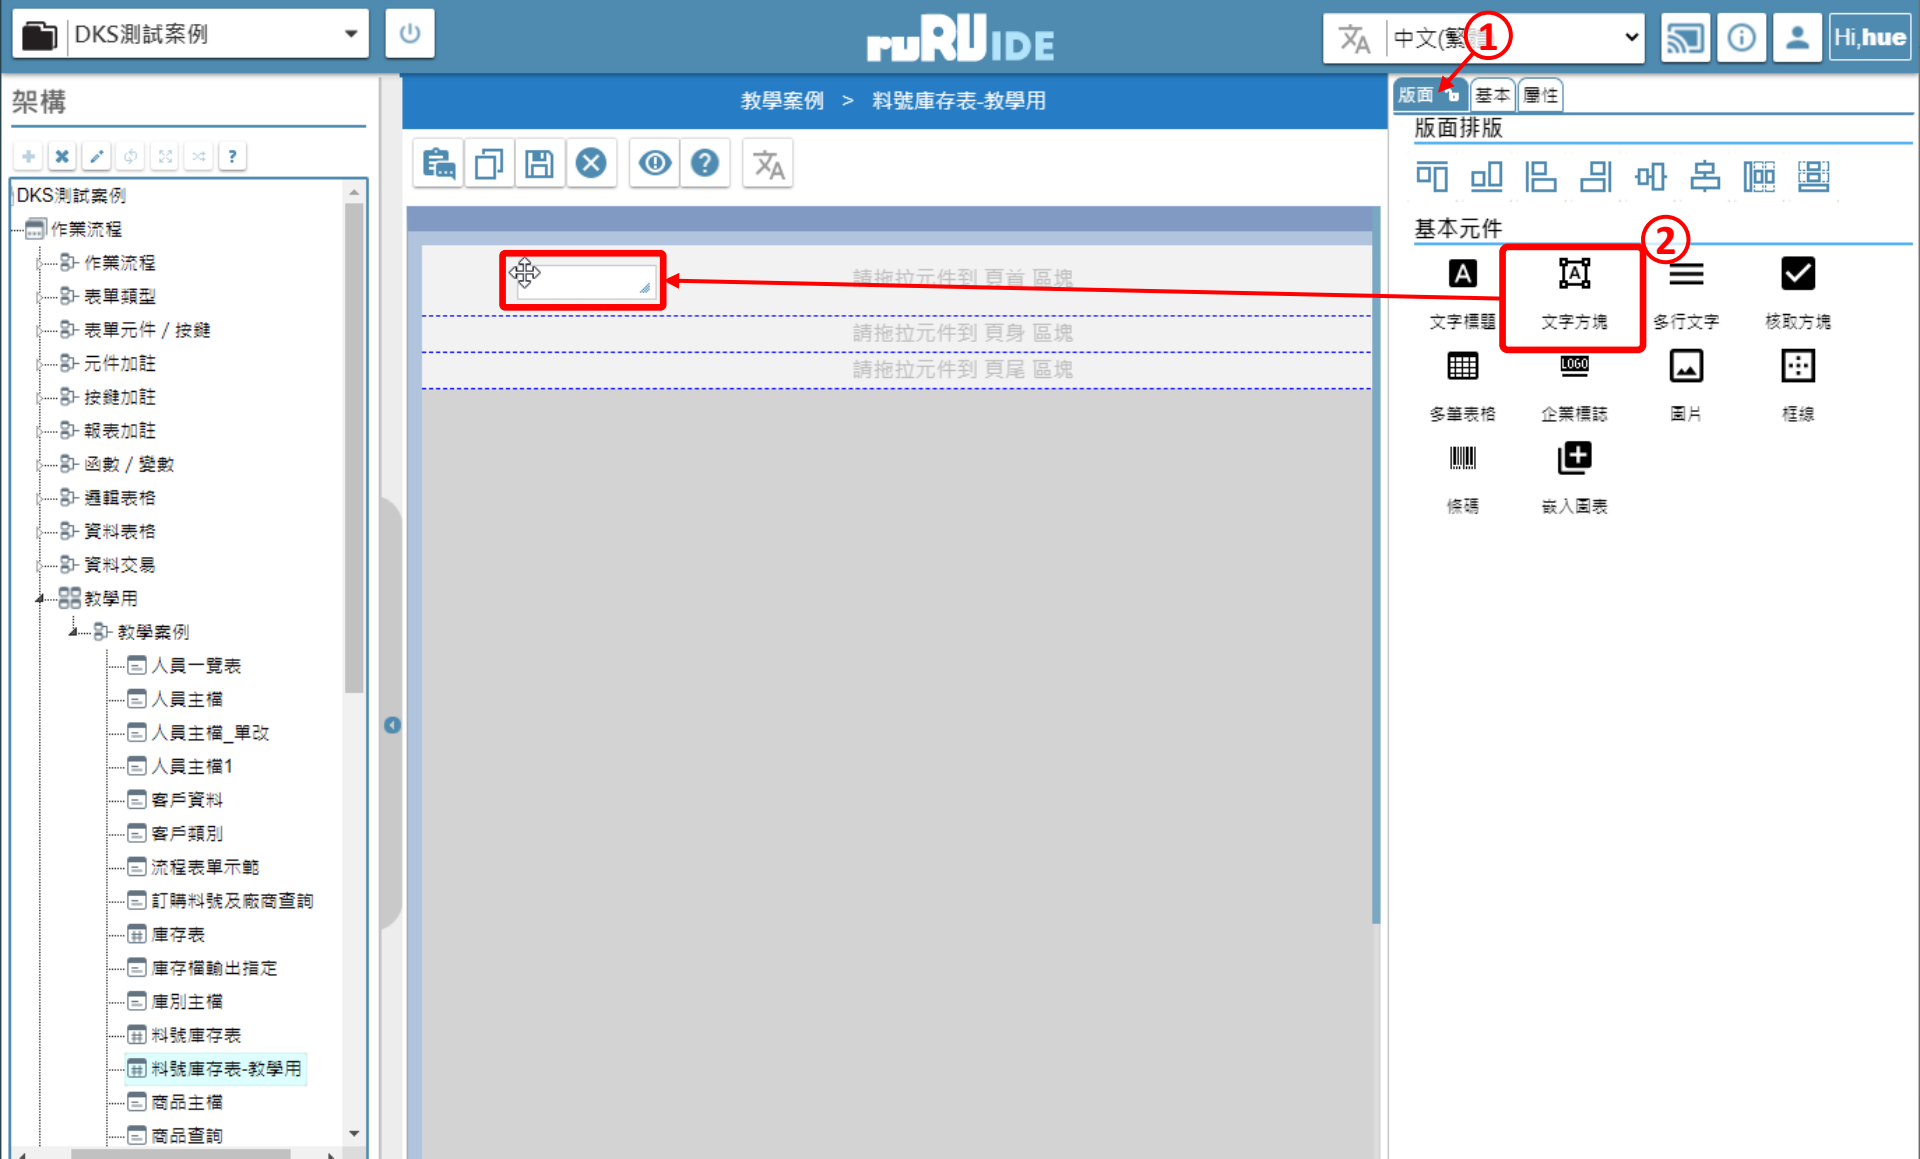 DKS測試案例
ruRU IDE
中文(繁
1
Hi,hue
架構
DKS測試案例
作業流程
作業流程
表單類型
表單元件 / 按鍵
元件加註
按鍵加註
報表加註
函數 / 變數
邏輯表格
資料表格
資料交易
教學用
教學案例
人員一覽表
人員主檔
人員主檔_單改
人員主檔1
客戶資料
客戶類別
流程表單示範
訂購料號及廠商查詢
庫存表
庫存檔輸出指定
庫別主檔
料號庫存表
料號庫存表-教學用
商品主檔
商品查詢
教學案例 > 料號庫存表-教學用
請拖拉元件到 頁首 區塊
請拖拉元件到 頁身 區塊
請拖拉元件到 頁尾 區塊
版面 基本 屬性
版面排版
基本元件
2
文字標題 文字方塊 多行文字 核取方塊
LOGO
多筆表格 企業標誌 圖片 框線
條碼 嵌入圖表